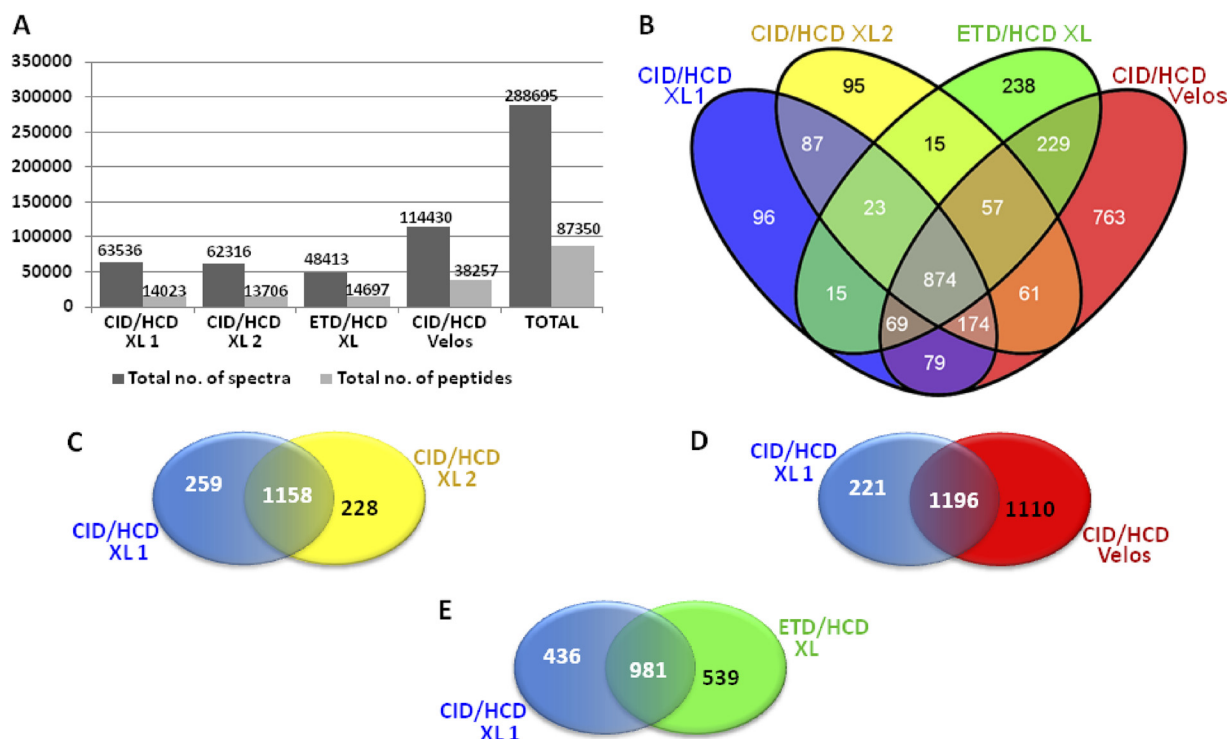 A
350000
300000
250000
200000
150000
100000
50000
0
63536
14023
62316
13706
48413
14697
114430
38257
288695
87350
CID/HCD
XL 1
CID/HCD
XL 2
ETD/HCD
XL
CID/HCD
Velos
TOTAL
Total no. of spectra
Total no. of peptides
B
CID/HCD
XL1
CID/HCD XL2
ETD/HCD XL
CID/HCD
Velos
95
238
87
15
229
96
23
57
763
15
874
61
69
174
79
C
259
1158
228
CID/HCD
XL 1
CID/HCD
XL 2
D
CID/HCD
XL 1
221
1196
1110
CID/HCD
Velos
E
436
981
539
CID/HCD
XL 1
ETD/HCD
XL